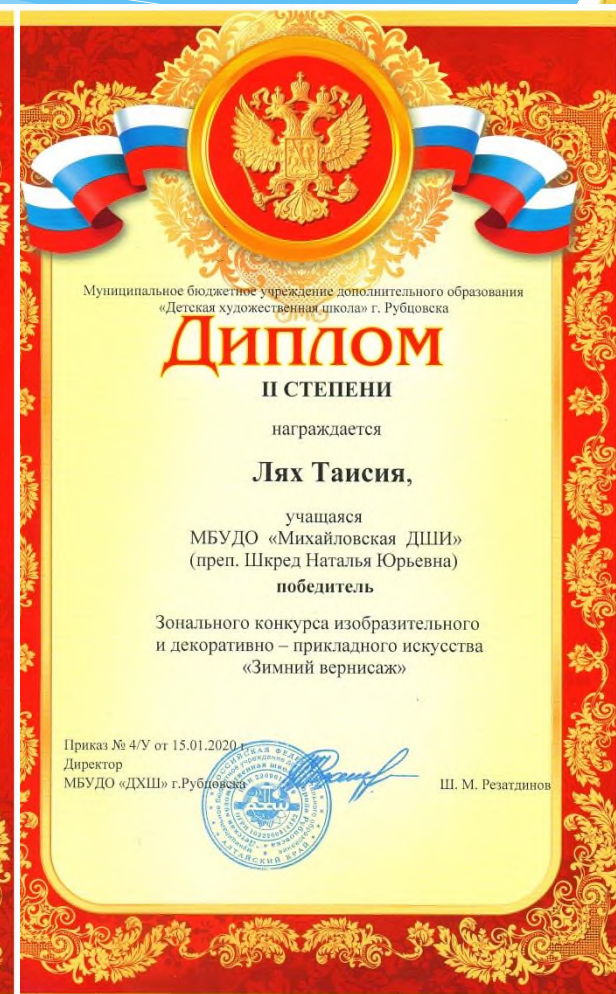 Муниципальное бюджетное учреждение дополнительного образования
«Детская художественная школа» г. Рубцовска
Диплом
II СТЕПЕНИ
награждается
Лях Таисия,
учащаяся
МБУДО «Михайловская ДШИ»
(преп. Шкред Наталья Юрьевна)
победитель
Зонального конкурса изобразительного
и декоративно – прикладного искусства
«Зимний вернисаж»
Приказ № 4/У от 15.01.2020 г.
Директор
МБУДО «ДХШ» г.Рубцовска
Ш. М. Резатдинов
АЛТАЙСКИЙ КРАЙ